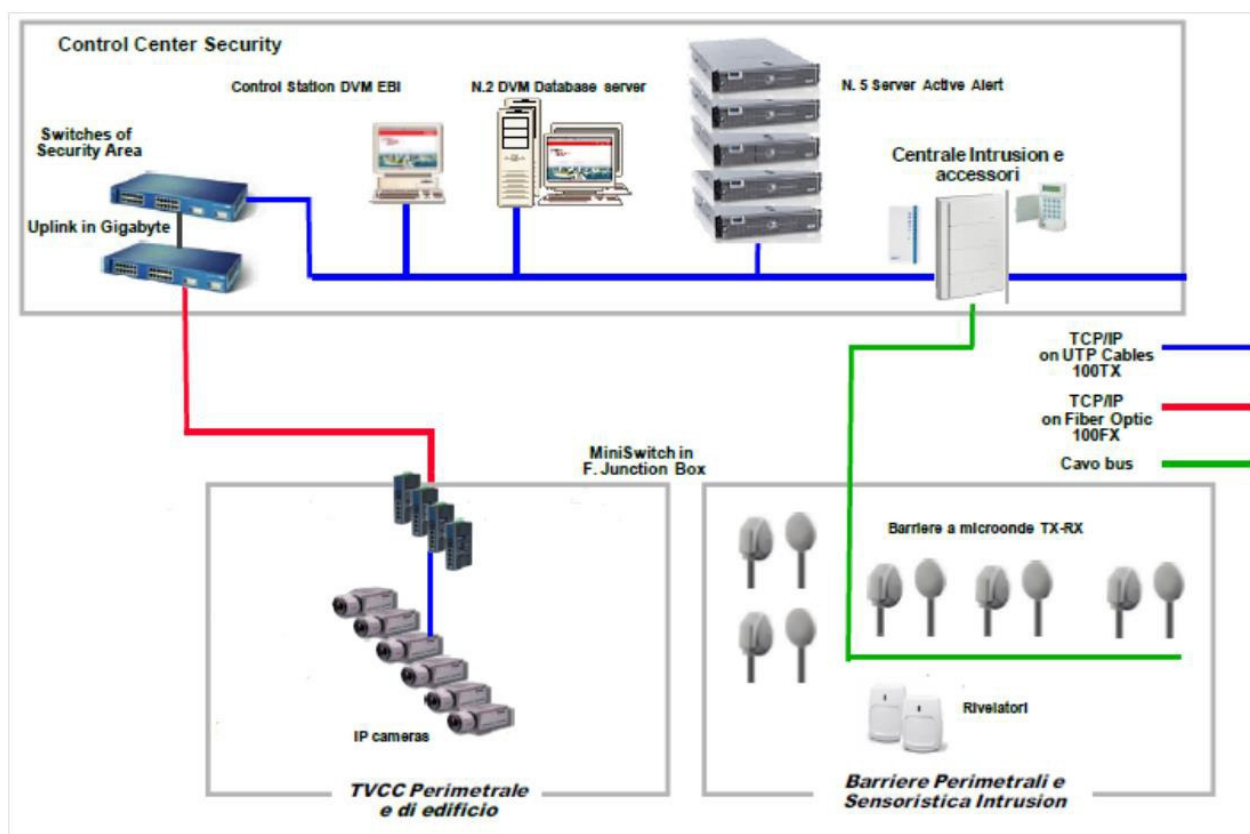 Control Center Security
Control Station DVM EBI
N.2 DVM Database server
N. 5 Server Active Alert
Switches of
Security Area
Centrale Intrusion e
accessori
Uplink in Gigabyte
TCP/IP
on UTP Cables
100TX
TCP/IP
on Fiber Optic
100FX
Cavo bus
MiniSwitch in
F. Junction Box
Barriere a microonde TX-RX
Rivelatori
IP cameras
TVCC Perimetrale
e di edificio
Barriere Perimetrali e
Sensoristica Intrusion